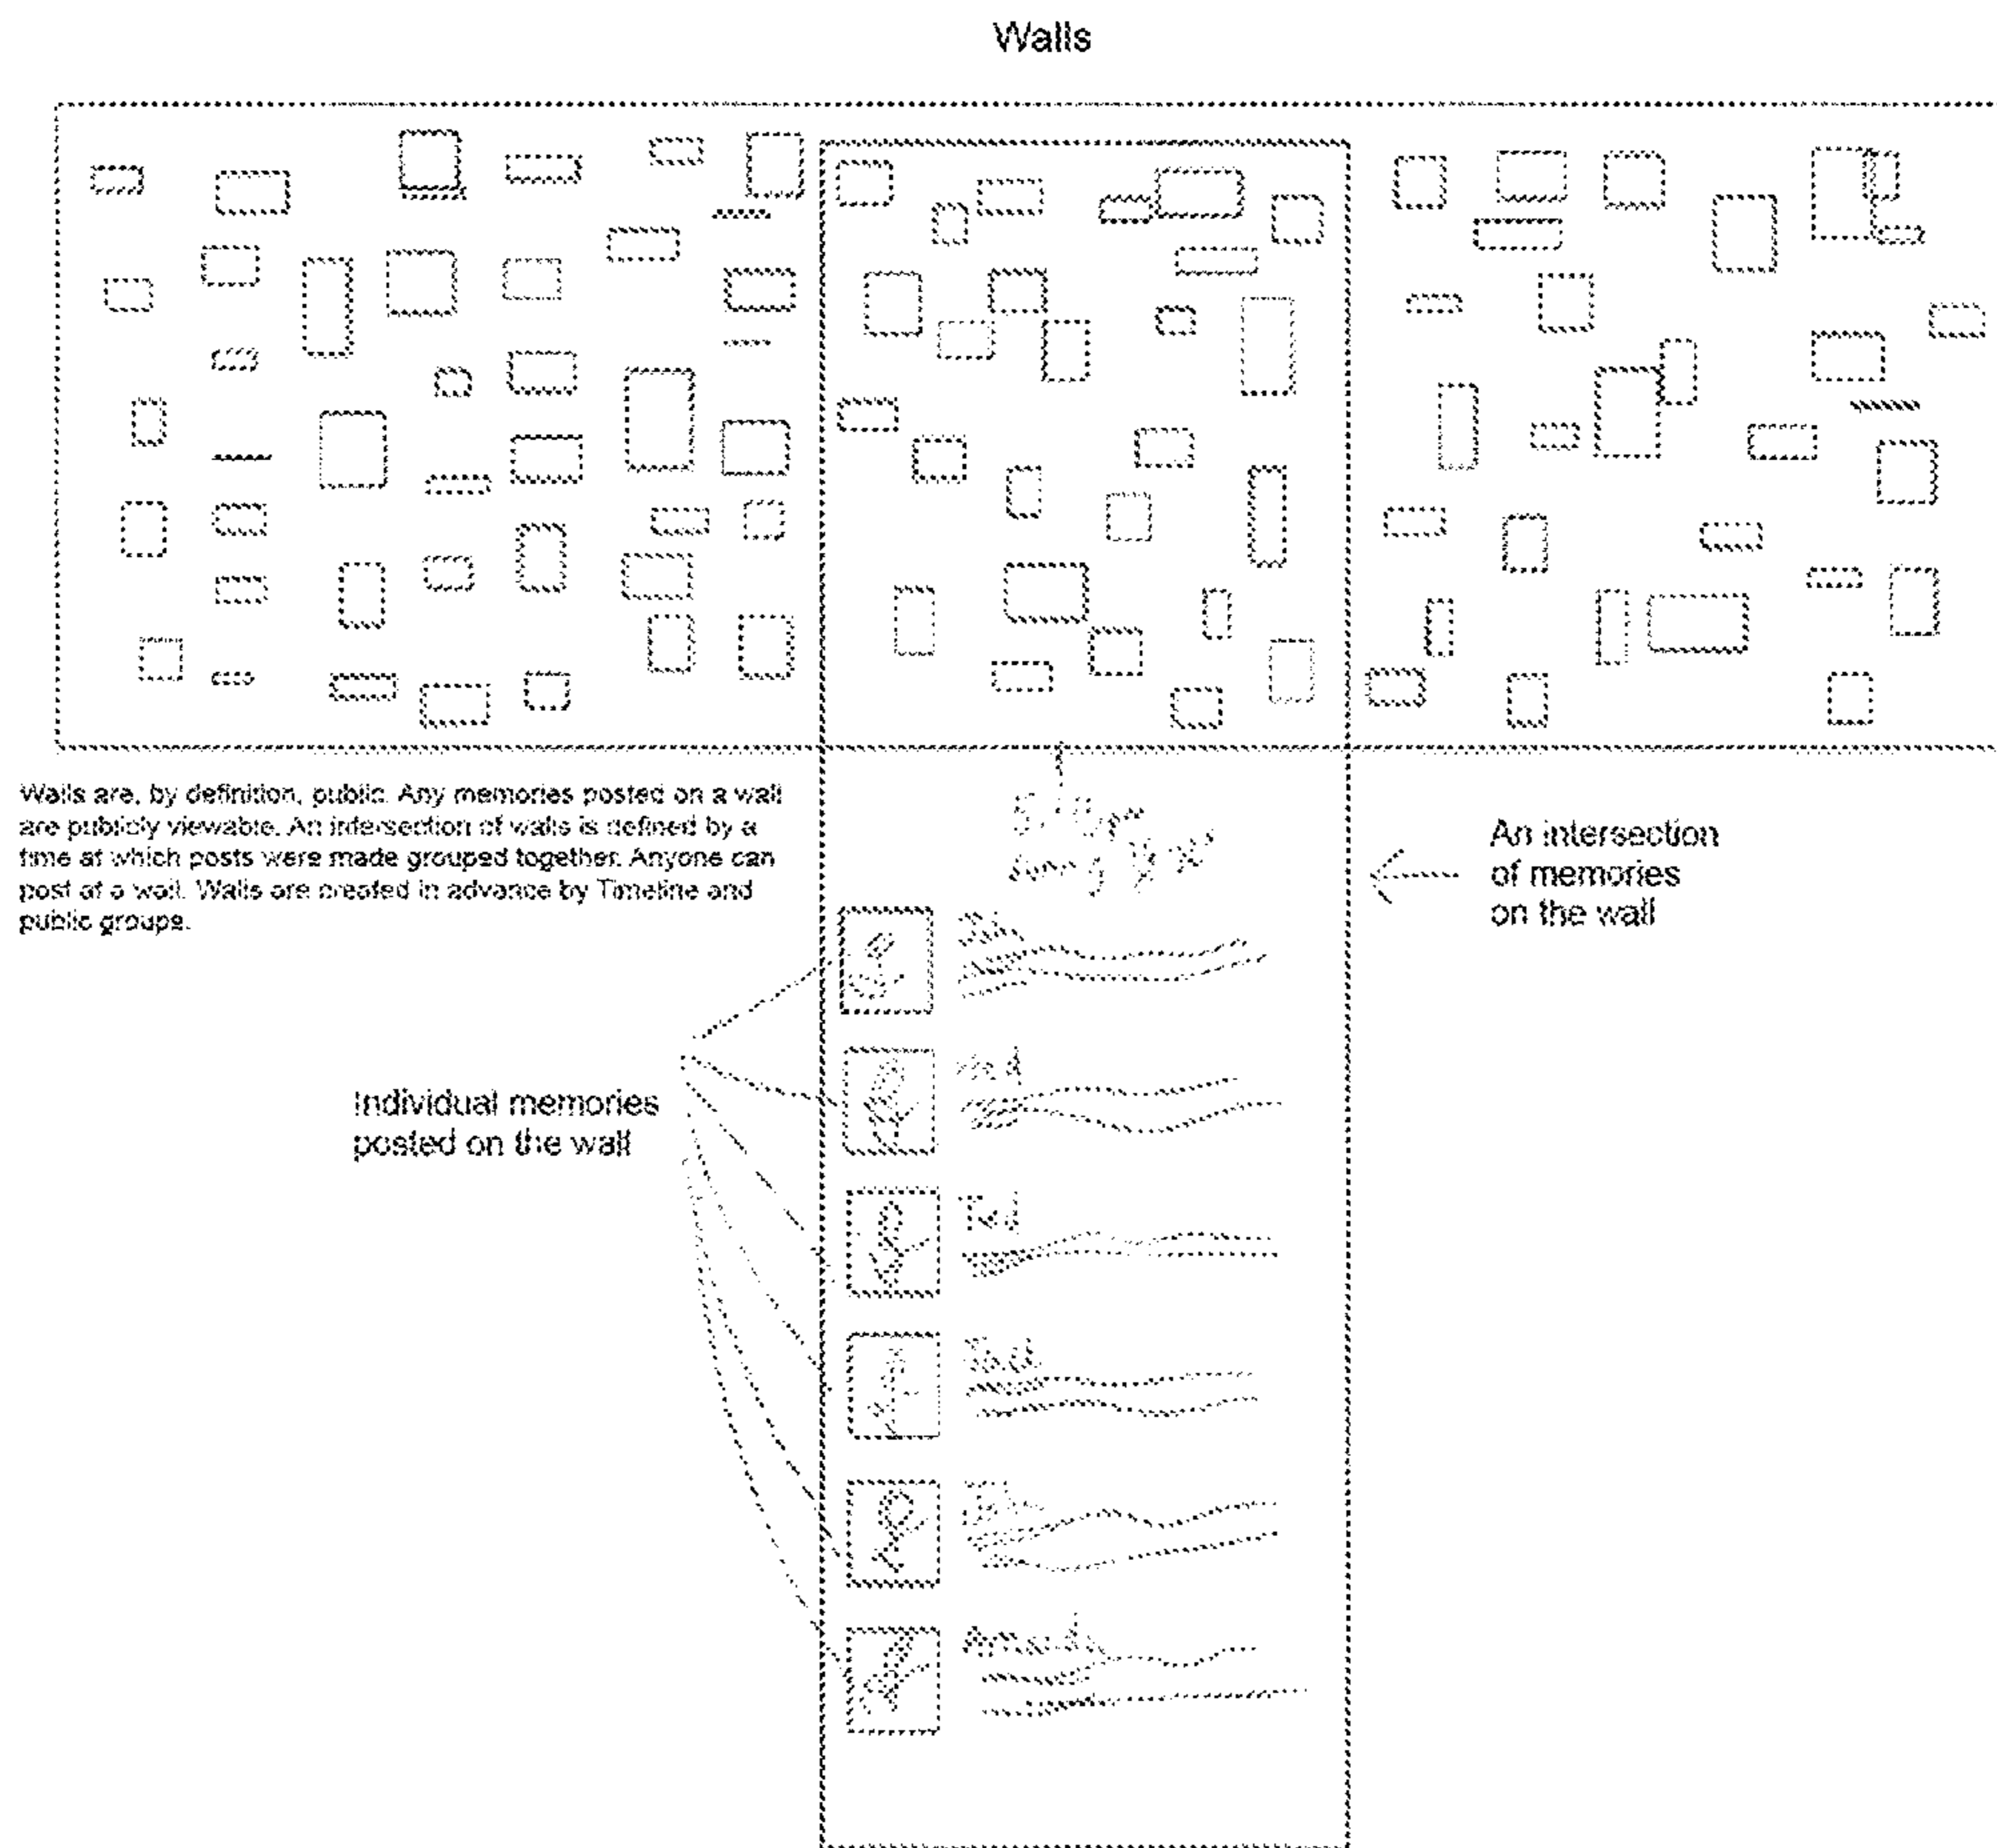 Walls
Walls are, by definition, public. Any memories posted on a wall
are publicly viewable. An intersection of walls is defined by a
time at which posts were made grouped together. Anyone can
post at a wall. Walls are created in advance by Timeline and
public groups.
An intersection
of memories
on the wall
Individual memories
posted on the wall
Ted